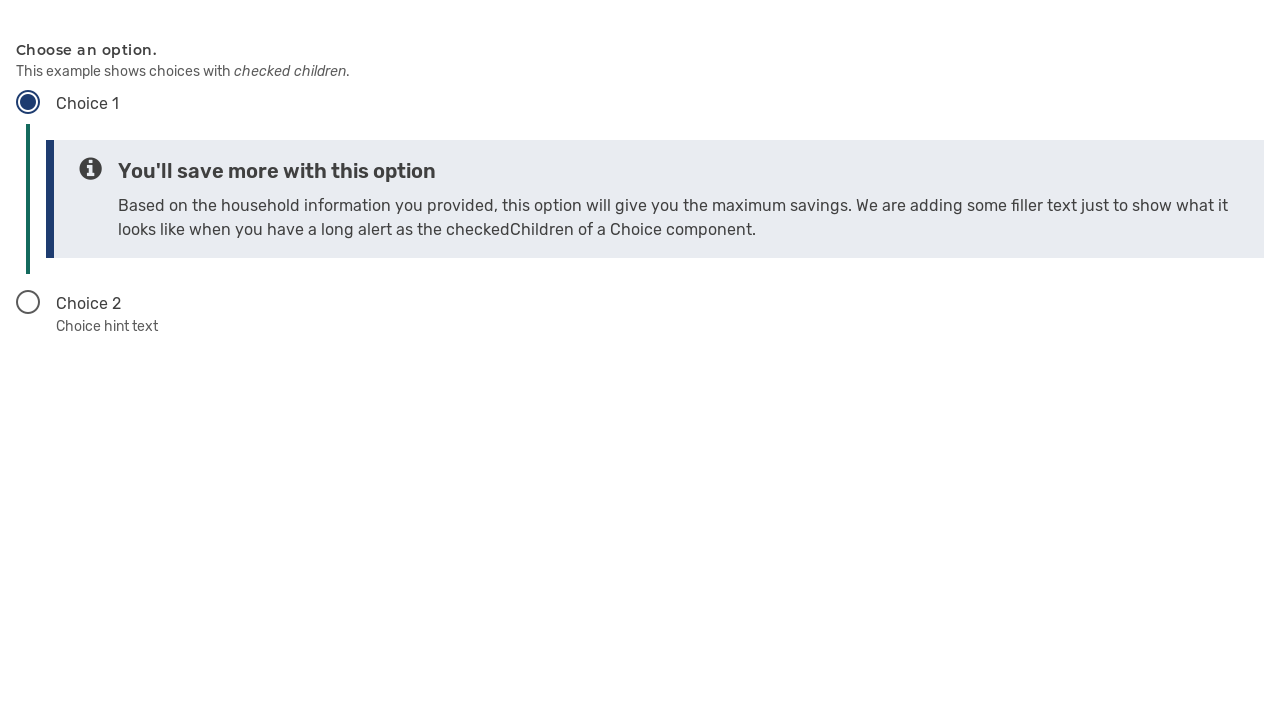 Choose an option.
This example shows choices with checked children.
Choice 1
You'll save more with this option
Based on the household information you provided, this option will give you the maximum savings. We are adding some filler text just to show what it
looks like when you have a long alert as the checkedChildren of a Choice component.
Choice 2
Choice hint text